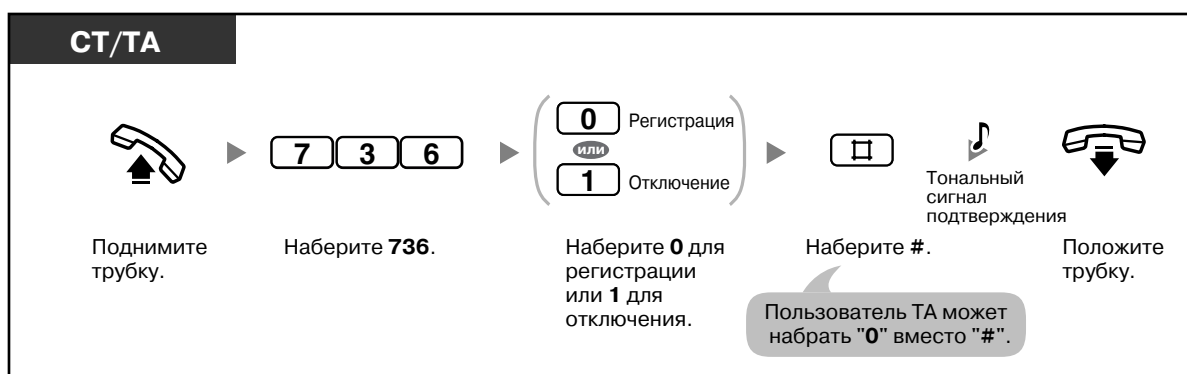 СТ/ТА
7 3 6
0 Регистрация
или
1 Отключение
Тональный
сигнал
подтверждения
Поднимите
трубку.
Наберите 736.
Наберите 0 для
регистрации
или 1 для
отключения.
Наберите #.
Положите
трубку.
Пользователь ТА может
набрать "0" вместо "#".